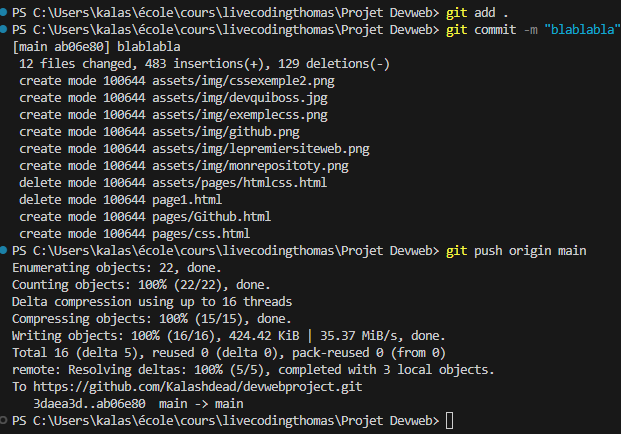 PS C:\Users\kalas\école\cours\livecodingthomas\Projet Devweb> git add .
PS C:\Users\kalas\école\cours\livecodingthomas\Projet Devweb> git commit -m "blablabla"
[main ab06e80] blablabla
 12 files changed, 483 insertions(+), 129 deletions(-)
 create mode 100644 assets/img/cssexemple2.png
 create mode 100644 assets/img/devquiboss.jpg
 create mode 100644 assets/img/exemplecss.png
 create mode 100644 assets/img/github.png
 create mode 100644 assets/img/lepremiersiteweb.png
 create mode 100644 assets/img/monrepositoty.png
 delete mode 100644 assets/pages/htmlcss.html
 delete mode 100644 page1.html
 create mode 100644 pages/Github.html
 create mode 100644 pages/css.html
PS C:\Users\kalas\école\cours\livecodingthomas\Projet Devweb> git push origin main
Enumerating objects: 22, done.
Counting objects: 100% (22/22), done.
Delta compression using up to 16 threads
Compressing objects: 100% (15/15), done.
Writing objects: 100% (16/16), 424.42 KiB | 35.37 MiB/s, done.
Total 16 (delta 5), reused 0 (delta 0), pack-reused 0 (from 0)
remote: Resolving deltas: 100% (5/5), completed with 3 local objects.
To https://github.com/Kalashdead/devwebproject.git
   3daea3d..ab06e80  main -> main
PS C:\Users\kalas\école\cours\livecodingthomas\Projet Devweb>